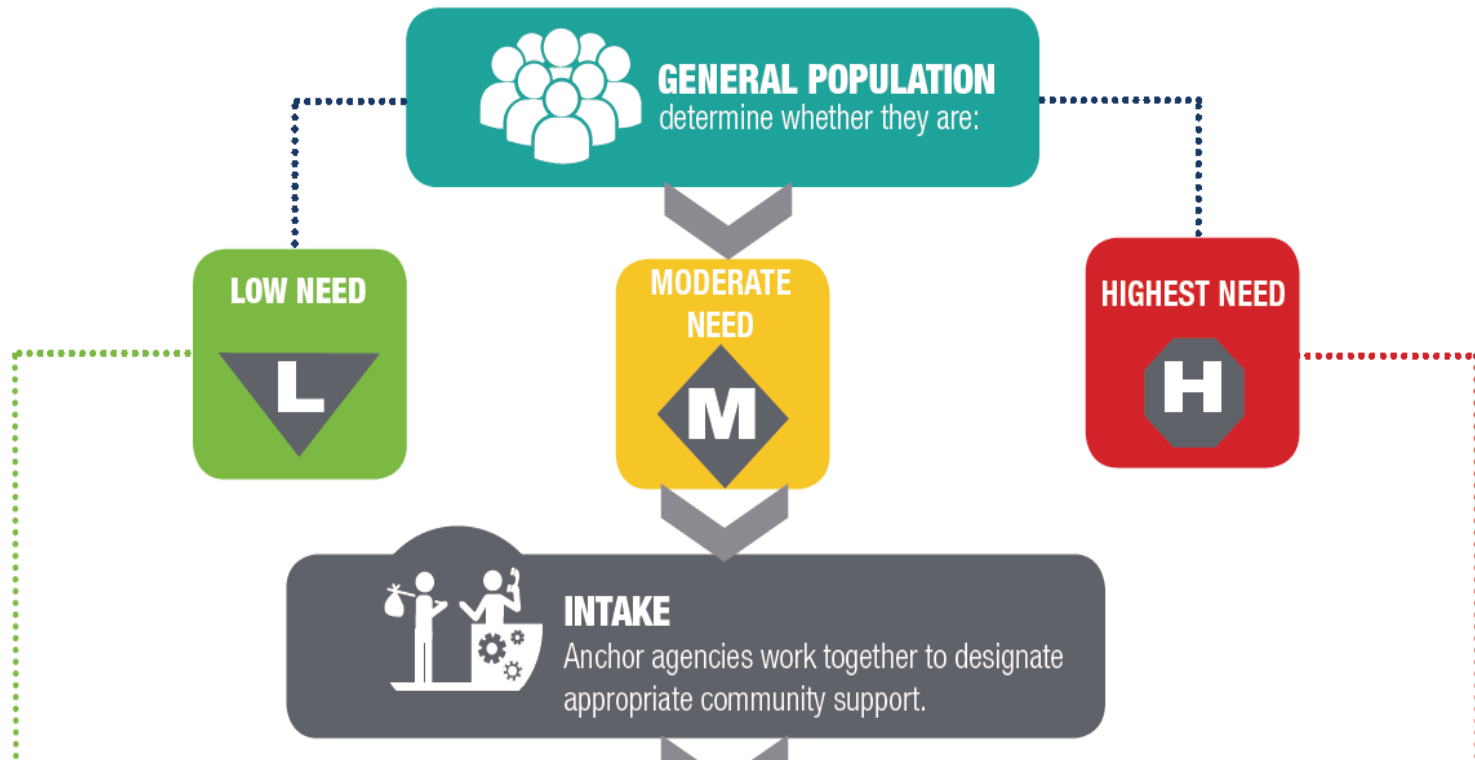 GENERAL POPULATION
determine whether they are:
LOW NEED
L
MODERATE
NEED
M
HIGHEST NEED
H
INTAKE
Anchor agencies work together to designate
appropriate community support.